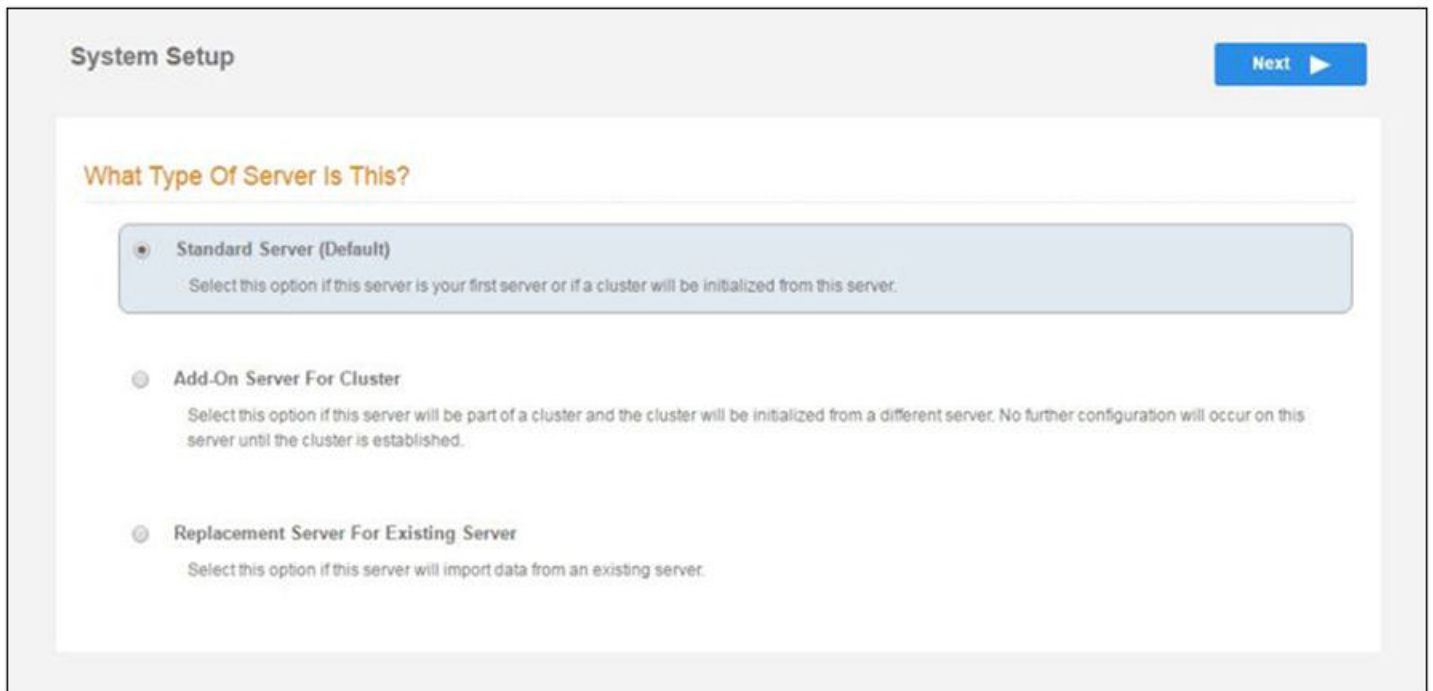 System Setup
Next
What Type Of Server Is This?
Standard Server (Default)
Select this option if this server is your first server or if a cluster will be initialized from this server.
Add-On Server For Cluster
Select this option if this server will be part of a cluster and the cluster will be initialized from a different server. No further configuration will occur on this
server until the cluster is established.
Replacement Server For Existing Server
Select this option if this server will import data from an existing server.